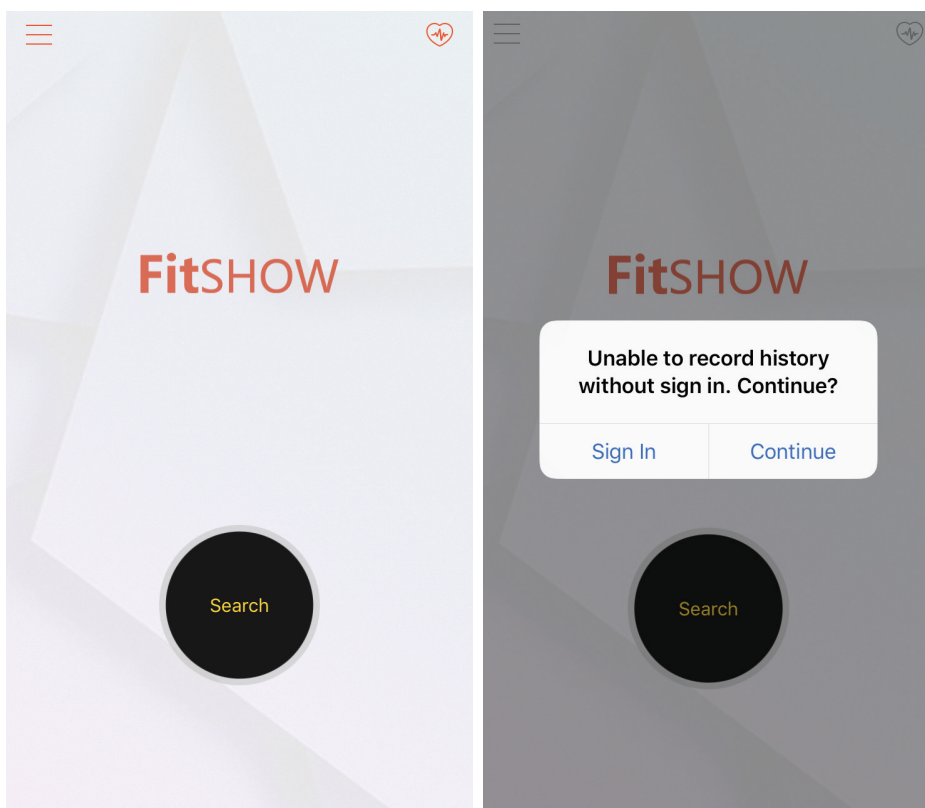 FitSHOW
Search
FitSHOW
Unable to record history
without sign in. Continue?
Sign In
Continue
Search